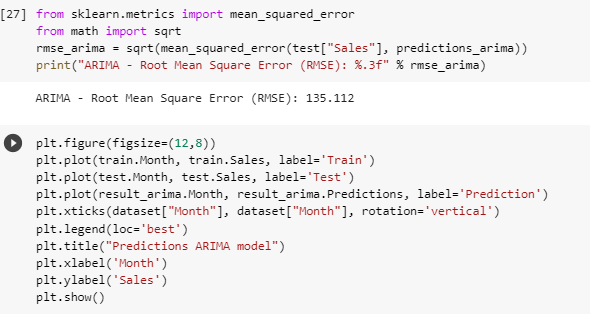 [27] from sklearn.metrics import mean_squared_error
from math import sqrt
rmse_arima = sqrt(mean_squared_error(test["Sales"], predictions_arima))
print("ARIMA - Root Mean Square Error (RMSE): %.3f" % rmse_arima)
ARIMA - Root Mean Square Error (RMSE): 135.112
plt.figure(figsize=(12,8))
plt.plot(train.Month, train.Sales, label='Train')
plt.plot(test.Month, test.Sales, label='Test')
plt.plot(result_arima.Month, result_arima.Predictions, label='Prediction')
plt.xticks(dataset["Month"], dataset["Month"], rotation='vertical')
plt.legend(loc='best')
plt.title("Predictions ARIMA model")
plt.xlabel('Month')
plt.ylabel('Sales')
plt.show()